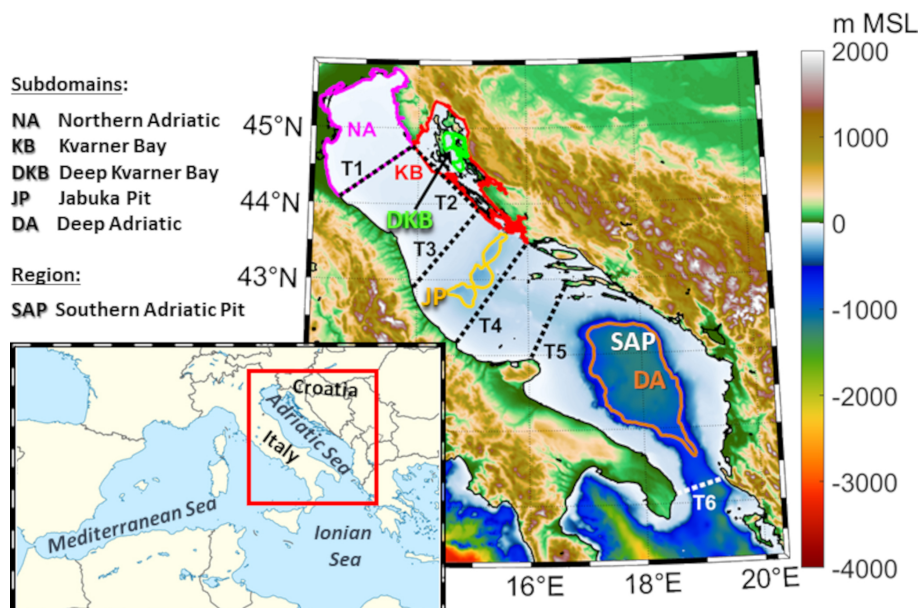 Subdomains:
NA Northern Adriatic
KB Kvarner Bay
DKB Deep Kvarner Bay
JP Jabuka Pit
DA Deep Adriatic
Region:
SAP Southern Adriatic Pit
m MSL
2000
1000
0
-1000
-2000
-3000
-4000
45°N
44°N
43°N
16°E
18°E
20°E
NA
T1
KB
T2
DKB
T3
JP
T4
T5
SAP
DA
T6
Croatia
Adriatic Sea
Italy
Mediterranean Sea
Ionian
Sea